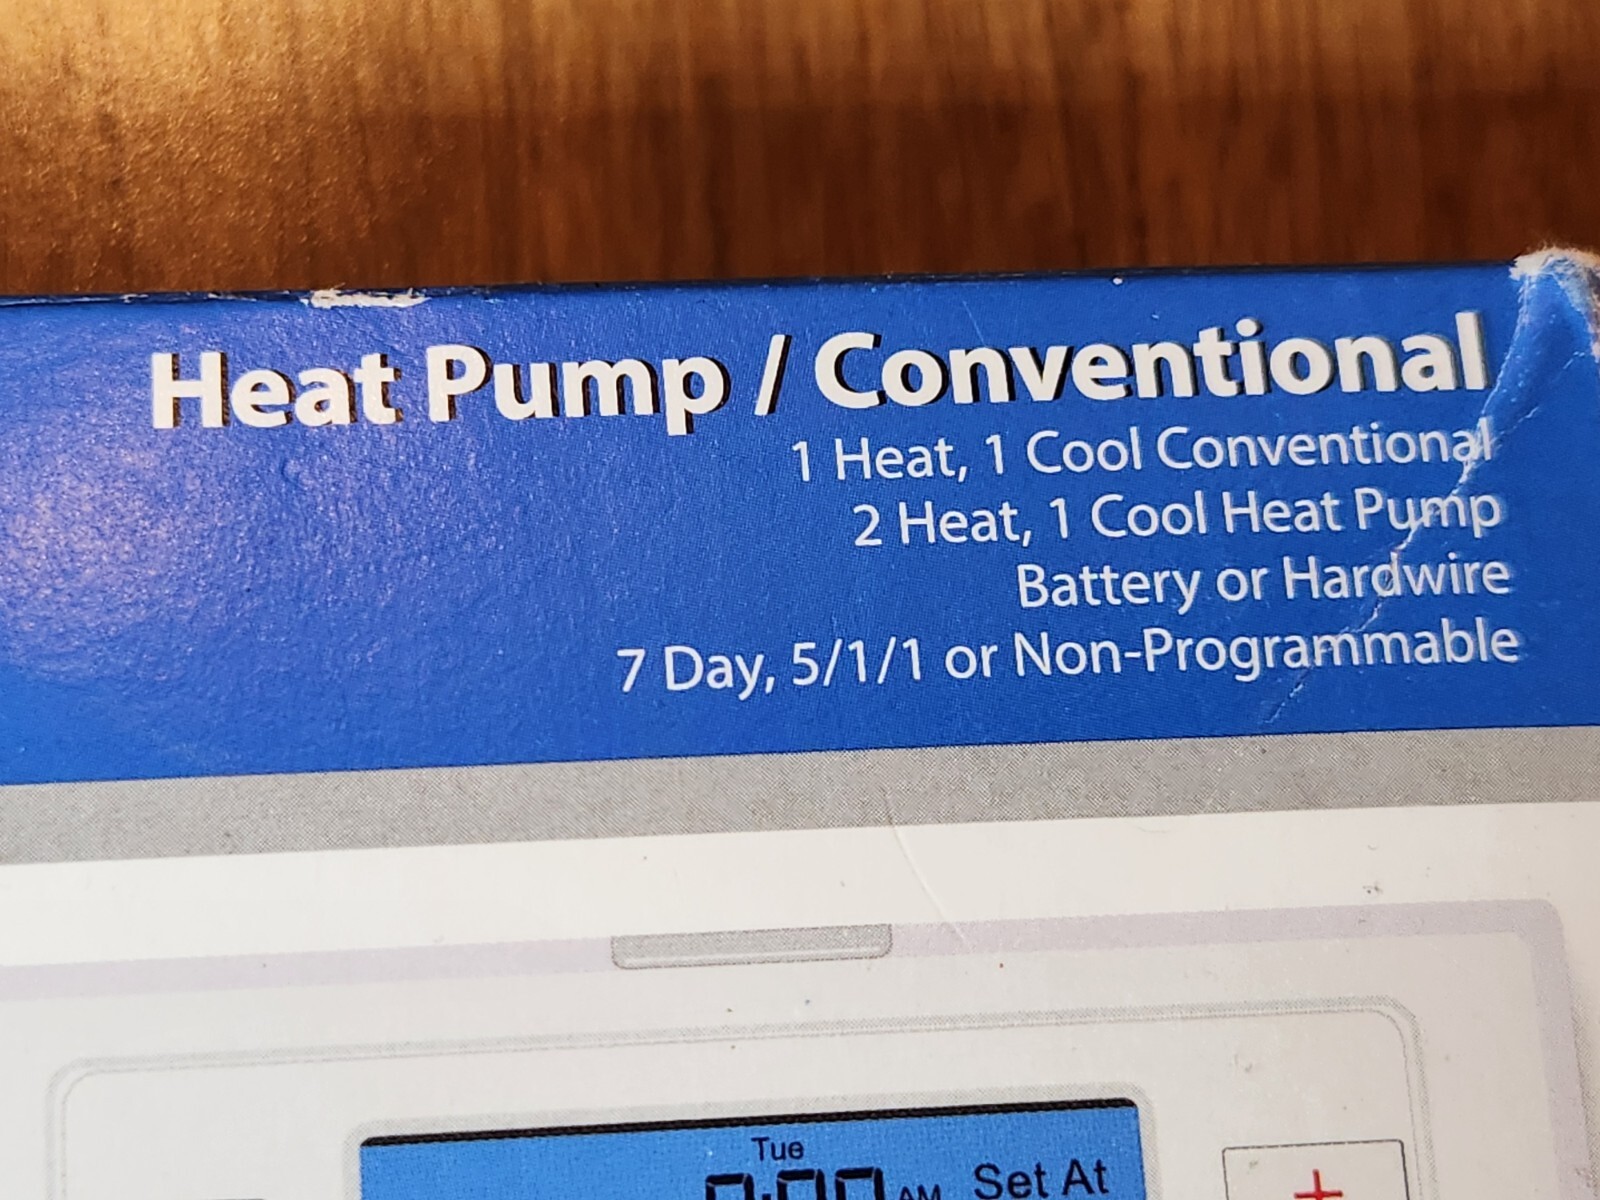 Heat Pump / Conventional
1 Heat, 1 Cool Conventional
2 Heat, 1 Cool Heat Pump
Battery or Hardwire
7 Day, 5/1/1 or Non-Programmable
Tue
AM Set At
+